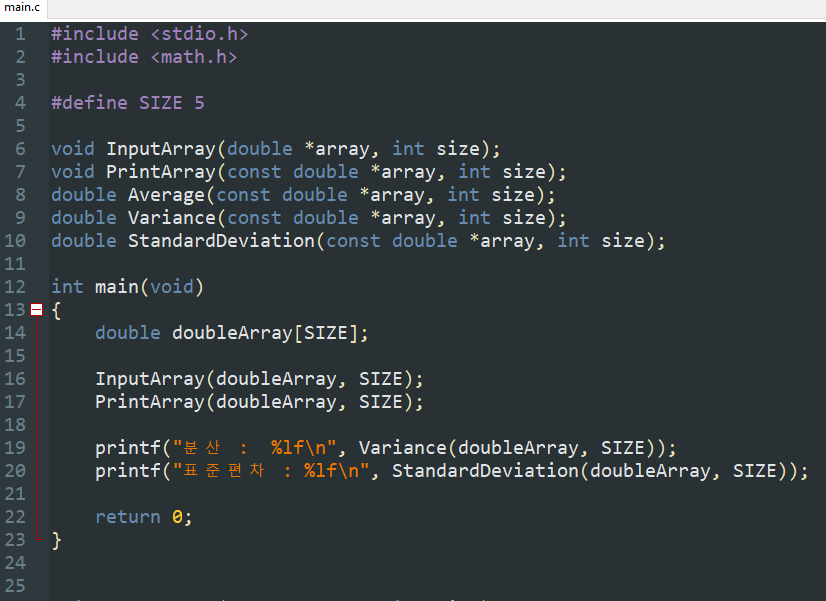 main.c
1 #include <stdio.h>
2 #include <math.h>
3
4 #define SIZE 5
5
6 void InputArray(double *array, int size);
7 void PrintArray(const double *array, int size);
8 double Average(const double *array, int size);
9 double Variance(const double *array, int size);
10 double StandardDeviation(const double *array, int size);
11
12 int main(void)
13 {
14     double doubleArray[SIZE];
15
16     InputArray(doubleArray, SIZE);
17     PrintArray(doubleArray, SIZE);
18
19     printf("분산 :  %lf\n", Variance(doubleArray, SIZE));
20     printf("표준편차 : %lf\n", StandardDeviation(doubleArray, SIZE));
21
22     return 0;
23 }
24
25